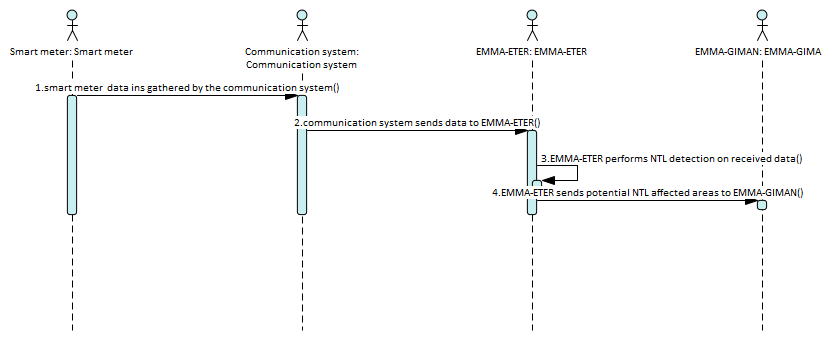 Smart meter: Smart meter
Communication system:
Communication system
EMMA-ETER: EMMA-ETER
EMMA-GIMAN: EMMA-GIMA
1.smart meter data ins gathered by the communication system()
2.communication system sends data to EMMA-ETER()
3.EMMA-ETER performs NTL detection on received data()
4.EMMA-ETER sends potential NTL affected areas to EMMA-GIMAN()